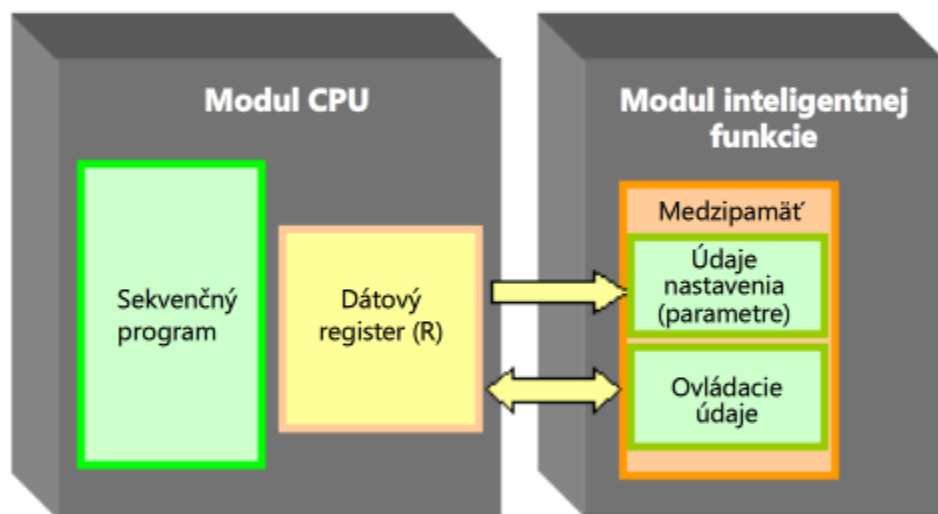 Modul CPU
Sekvenčný
program
Dátový
register (R)
Modul inteligentnej
funkcie
Medzipamäť
Údaje
nastavenia
(parametre)
Ovládacie
údaje